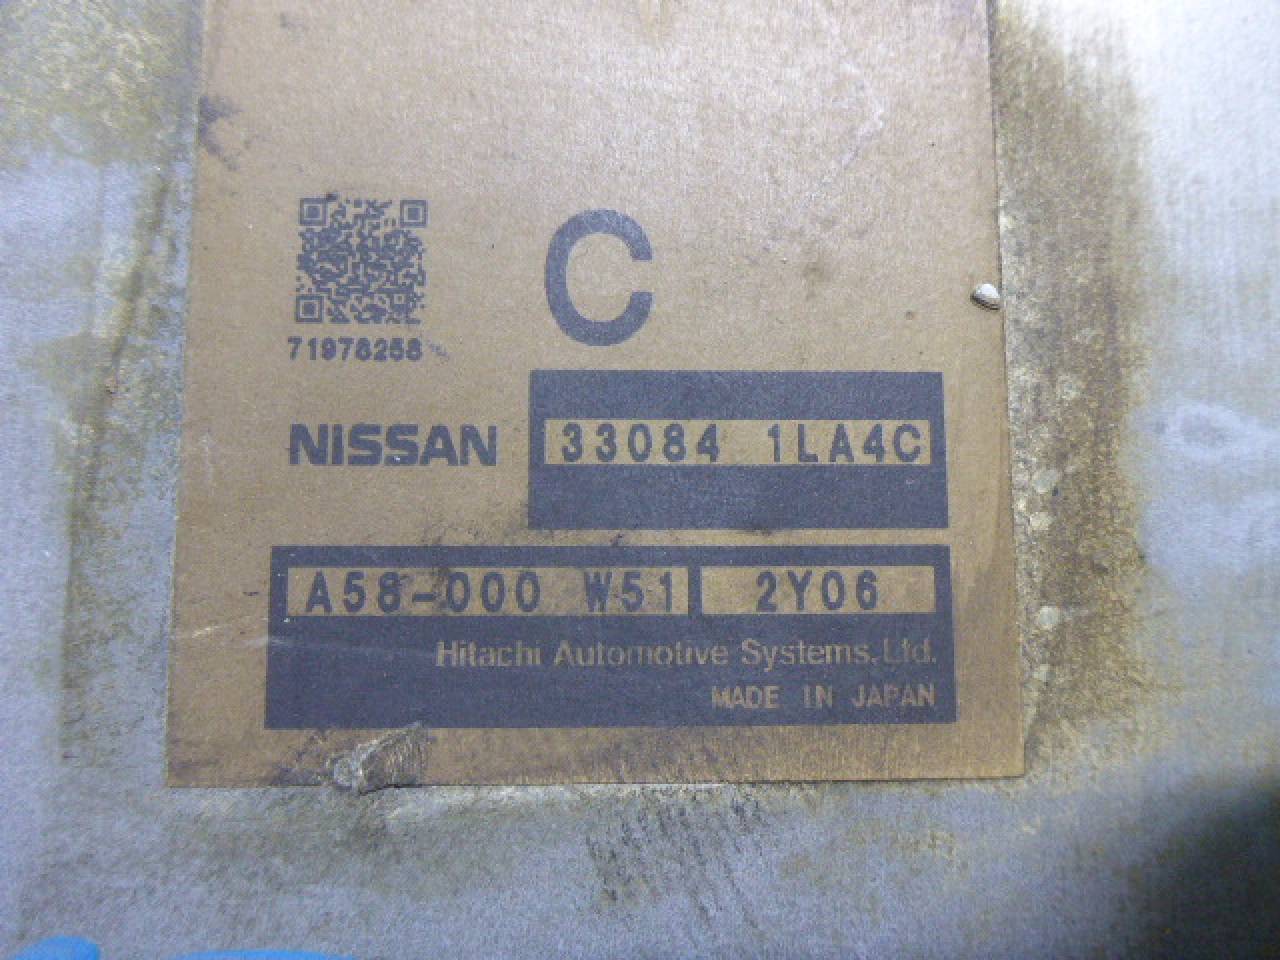 C
71978258
NISSAN
33084 1LA4C
A58-000 W51
2Y06
Hitachi Automotive Systems, Ltd.
MADE IN JAPAN